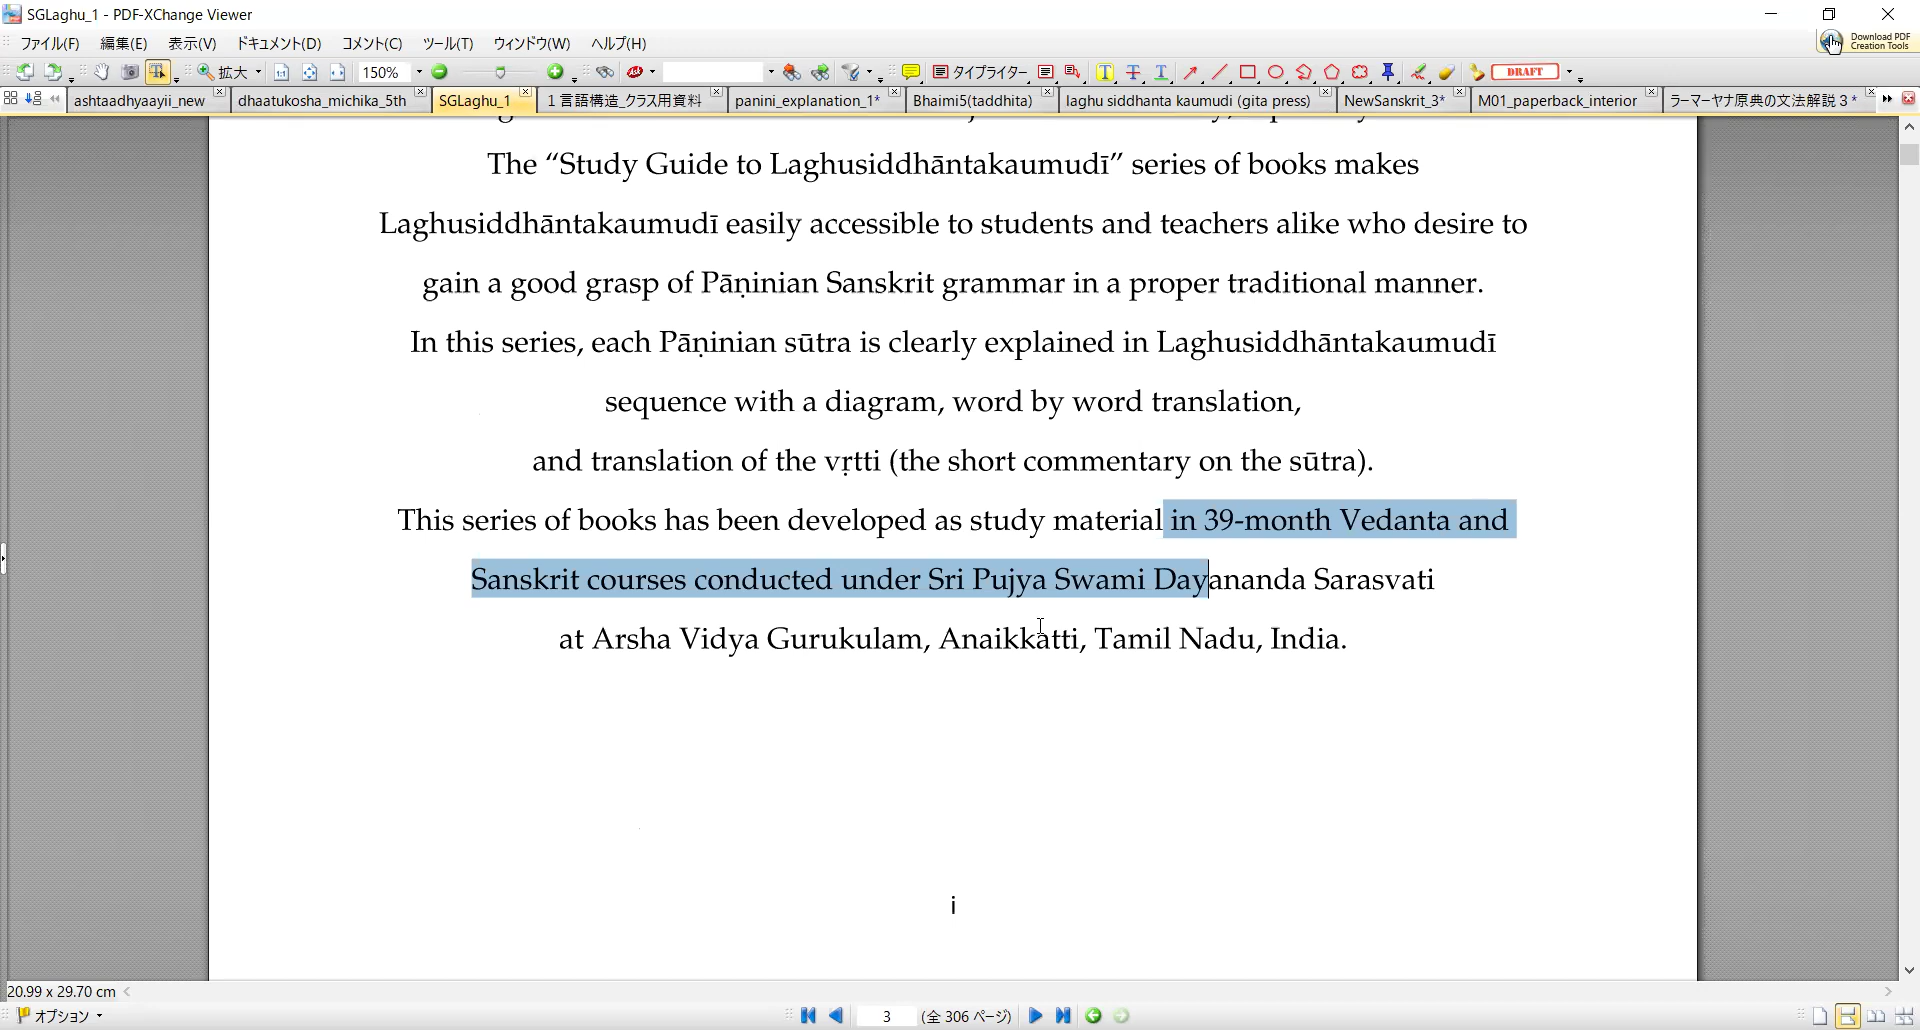 SGLaghu_1 - PDF-XChange Viewer
ファイル(F) 編集(E) 表示(V) ドキュメント(D) コメント(C) ツール(T) ウィンドウ(W) ヘルプ(H)
Download PDF
Creation Tools
拡大 150% タイプライター DRAFT
ashtaadhyaayii_new dhaatukosha_michika_5th SGLaghu_1 1 言語構造_クラス用資料 panini_explanation_1* Bhaimi5(taddhita) laghu siddhanta kaumudi (gita press) NewSanskrit_3* M01_paperback_interior ラーマーヤナ原典の文法解説 3 *
The “Study Guide to Laghusiddhāntakaumudī” series of books makes
Laghusiddhāntakaumudī easily accessible to students and teachers alike who desire to
gain a good grasp of Pāṇinian Sanskrit grammar in a proper traditional manner.
In this series, each Pāṇinian sūtra is clearly explained in Laghusiddhāntakaumudī
sequence with a diagram, word by word translation,
and translation of the vṛtti (the short commentary on the sūtra).
This series of books has been developed as study material in 39-month Vedanta and
Sanskrit courses conducted under Sri Pujya Swami Dayananda Sarasvati
at Arsha Vidya Gurukulam, Anaikkatti, Tamil Nadu, India.
i
20.99 x 29.70 cm
オプション 3 (全 306 ページ)